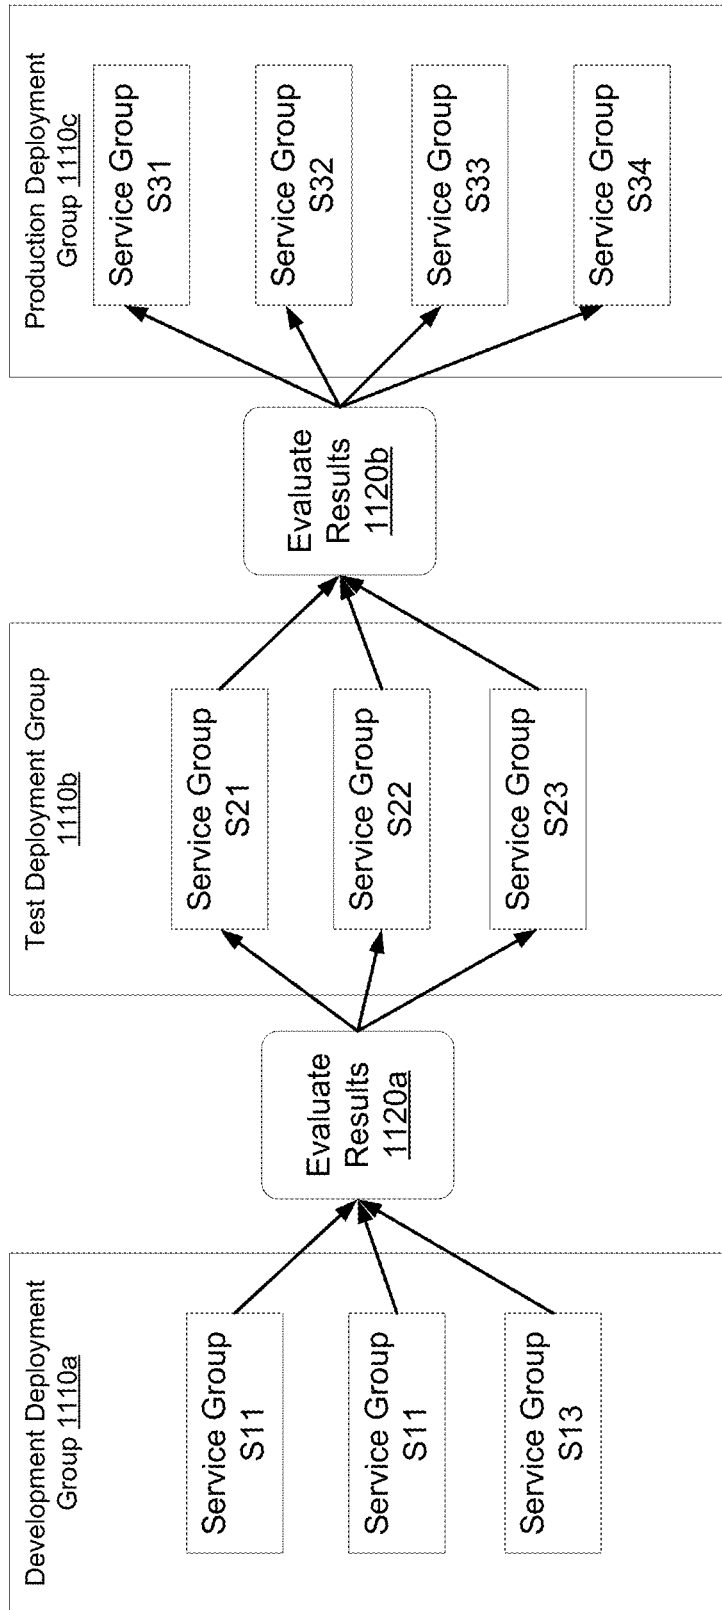 Development Deployment
Group 1110a
Service Group
S11
Service Group
S11
Service Group
S13
Evaluate
Results
1120a
Test Deployment Group
1110b
Service Group
S21
Service Group
S22
Service Group
S23
Evaluate
Results
1120b
Production Deployment
Group 1110c
Service Group
S31
Service Group
S32
Service Group
S33
Service Group
S34